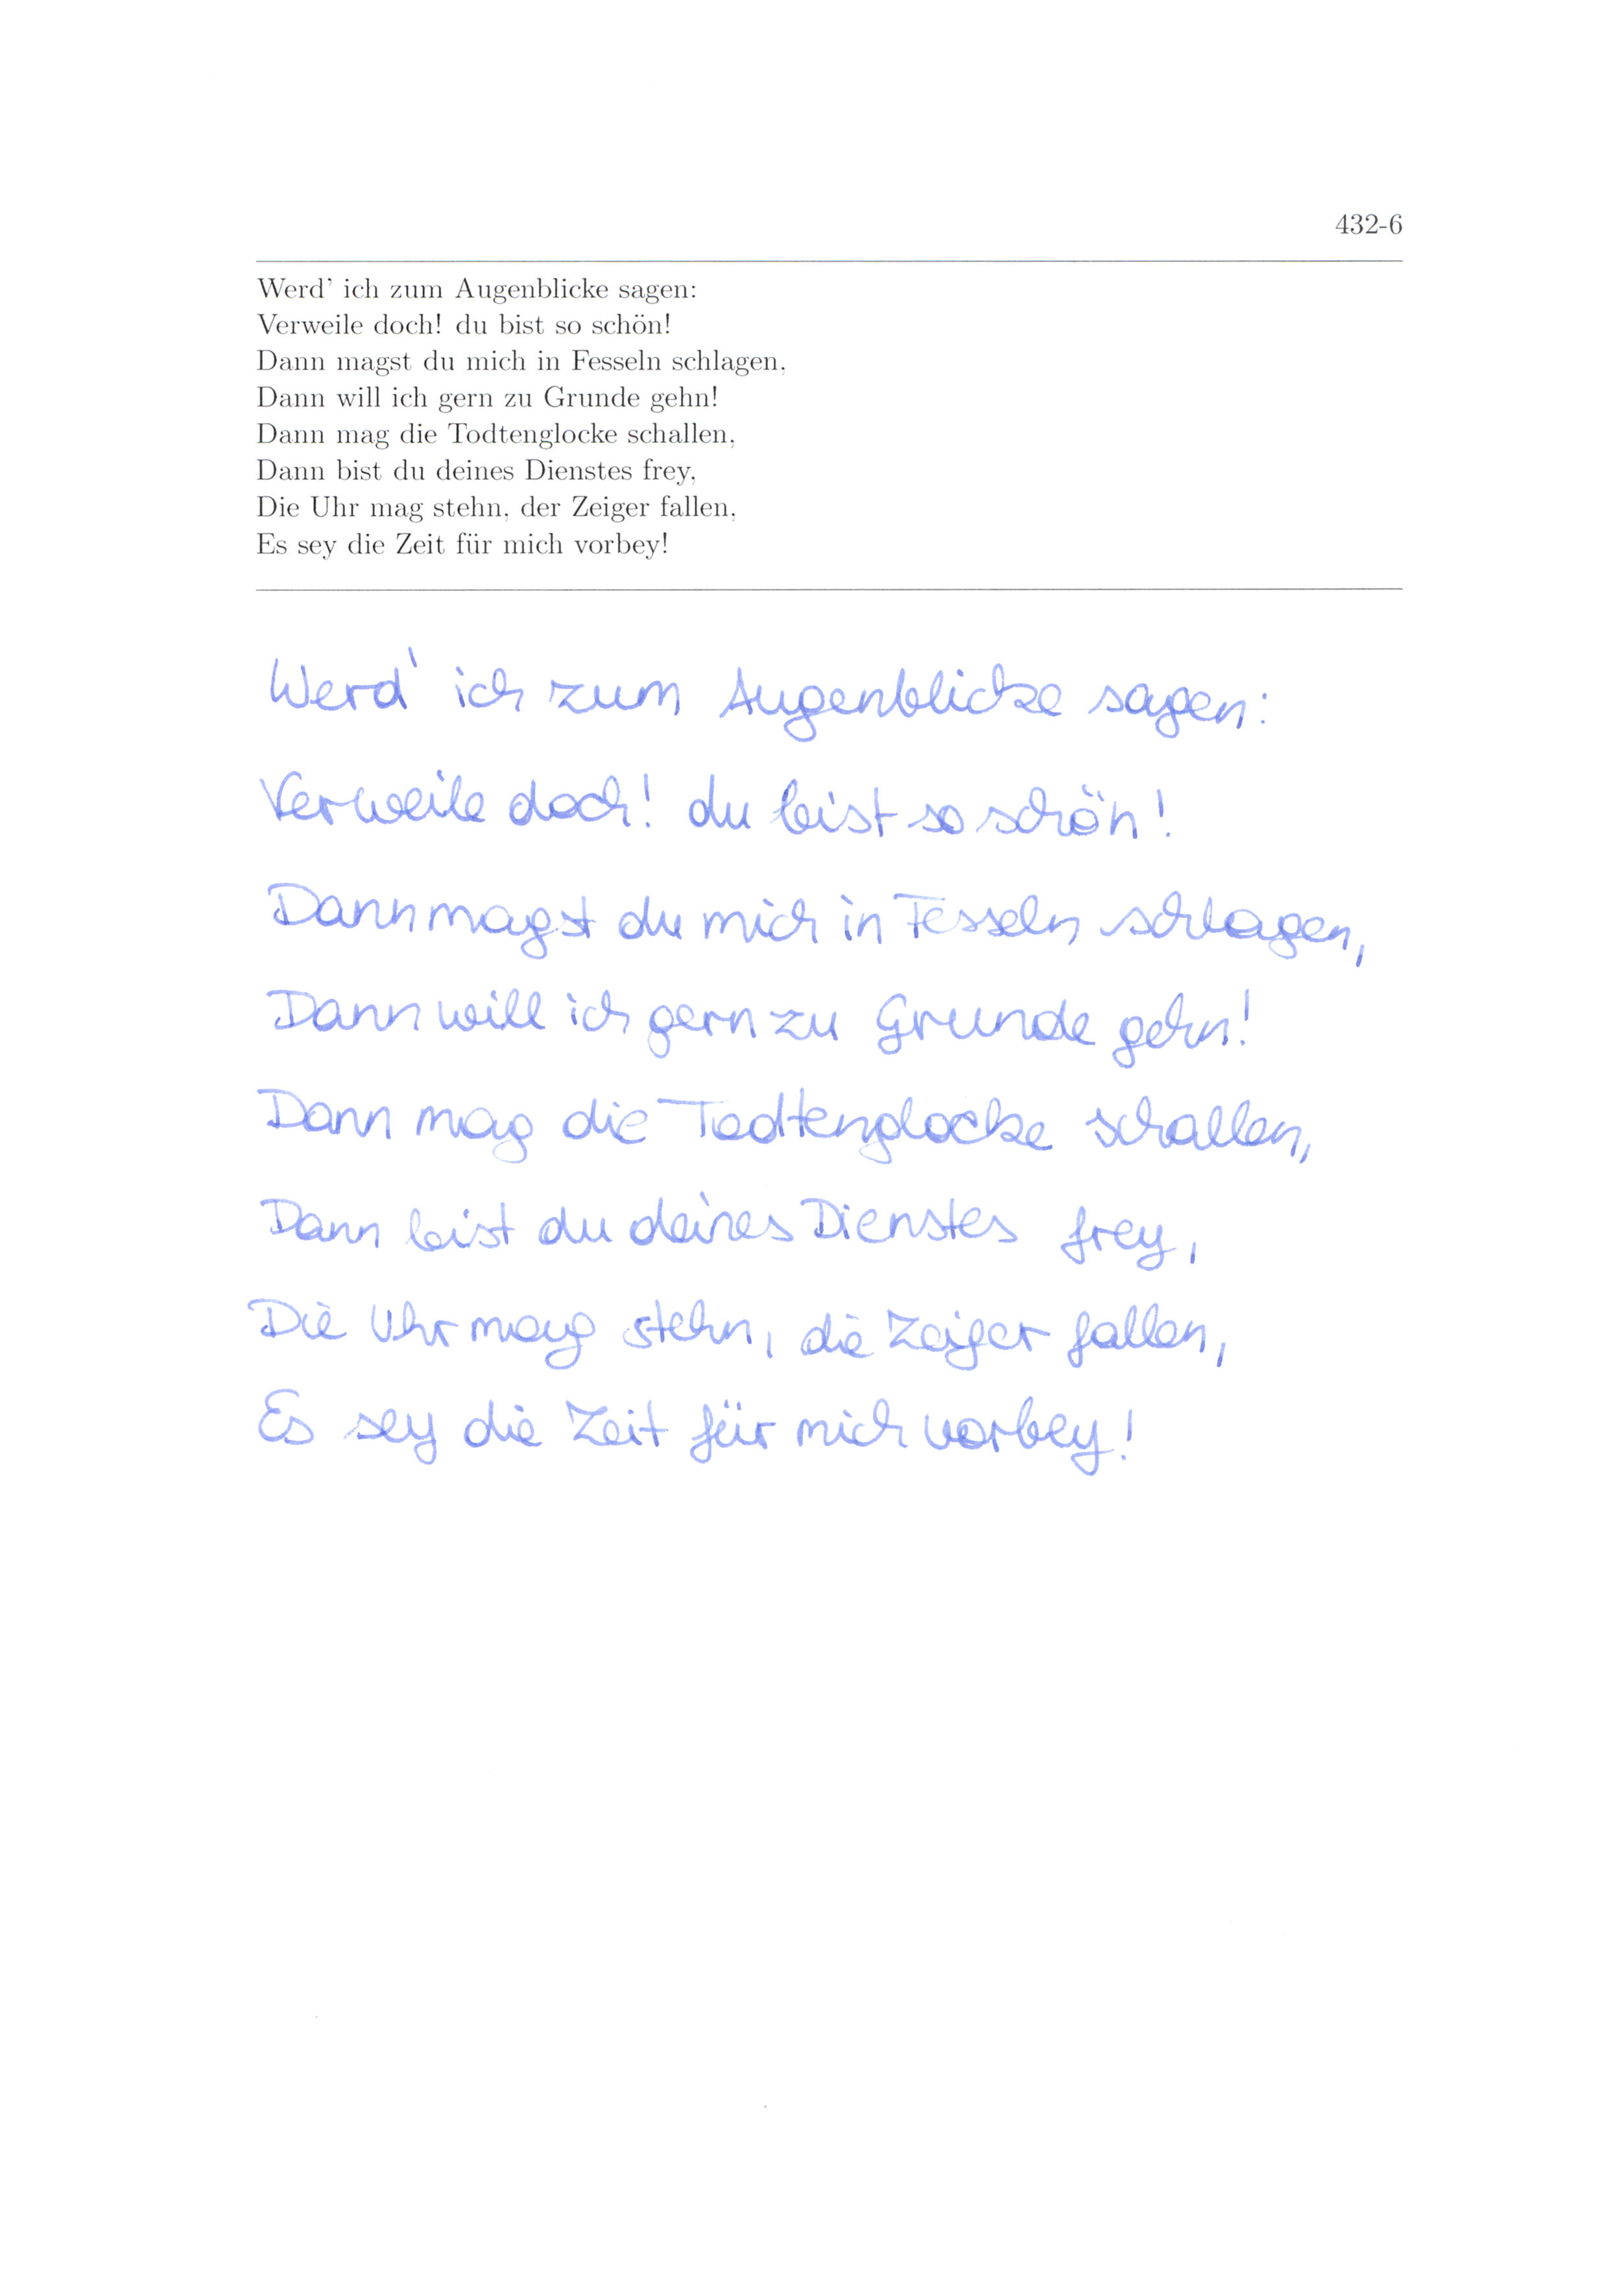 432-6
Werd' ich zum Augenblicke sagen:
Verweile doch! du bist so schön!
Dann magst du mich in Fesseln schlagen,
Dann will ich gern zu Grunde gehn!
Dann mag die Todtenglocke schallen,
Dann bist du deines Dienstes frey,
Die Uhr mag stehn, der Zeiger fallen,
Es sey die Zeit für mich vorbey!
Werd' ich zum Augenblicke sagen:
Verweile doch! du bist so schön!
Dann magst du mich in Fesseln schlagen,
Dann will ich gern zu Grunde gehn!
Dann mag die Todtenglocke schallen,
Dann bist du deines Dienstes frey,
Die Uhr mag stehn, die Zeiger fallen,
Es sey die Zeit für mich vorbey!